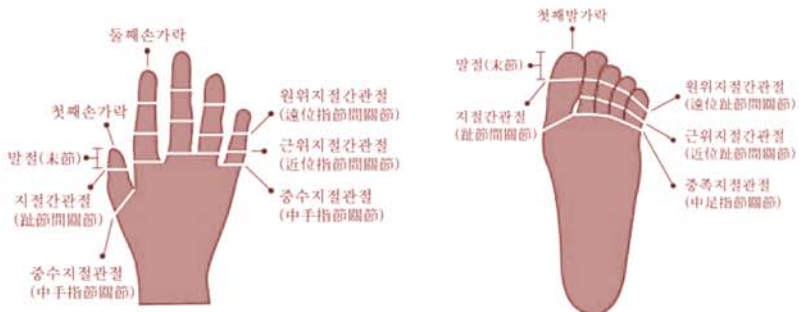 둘째손가락
첫째손가락
말절(末節)
지절간관절
(趾節間關節)
중수지절관절
(中手指節關節)
원위지절간관절
(遠位指節間關節)
근위지절간관절
(近位指節間關節)
중수지절관절
(中手指節關節)
첫째발가락
말절(末節)
지절간관절
(趾節間關節)
원위지절간관절
(遠位趾節間關節)
근위지절간관절
(近位趾節間關節)
중족지절관절
(中足指節關節)